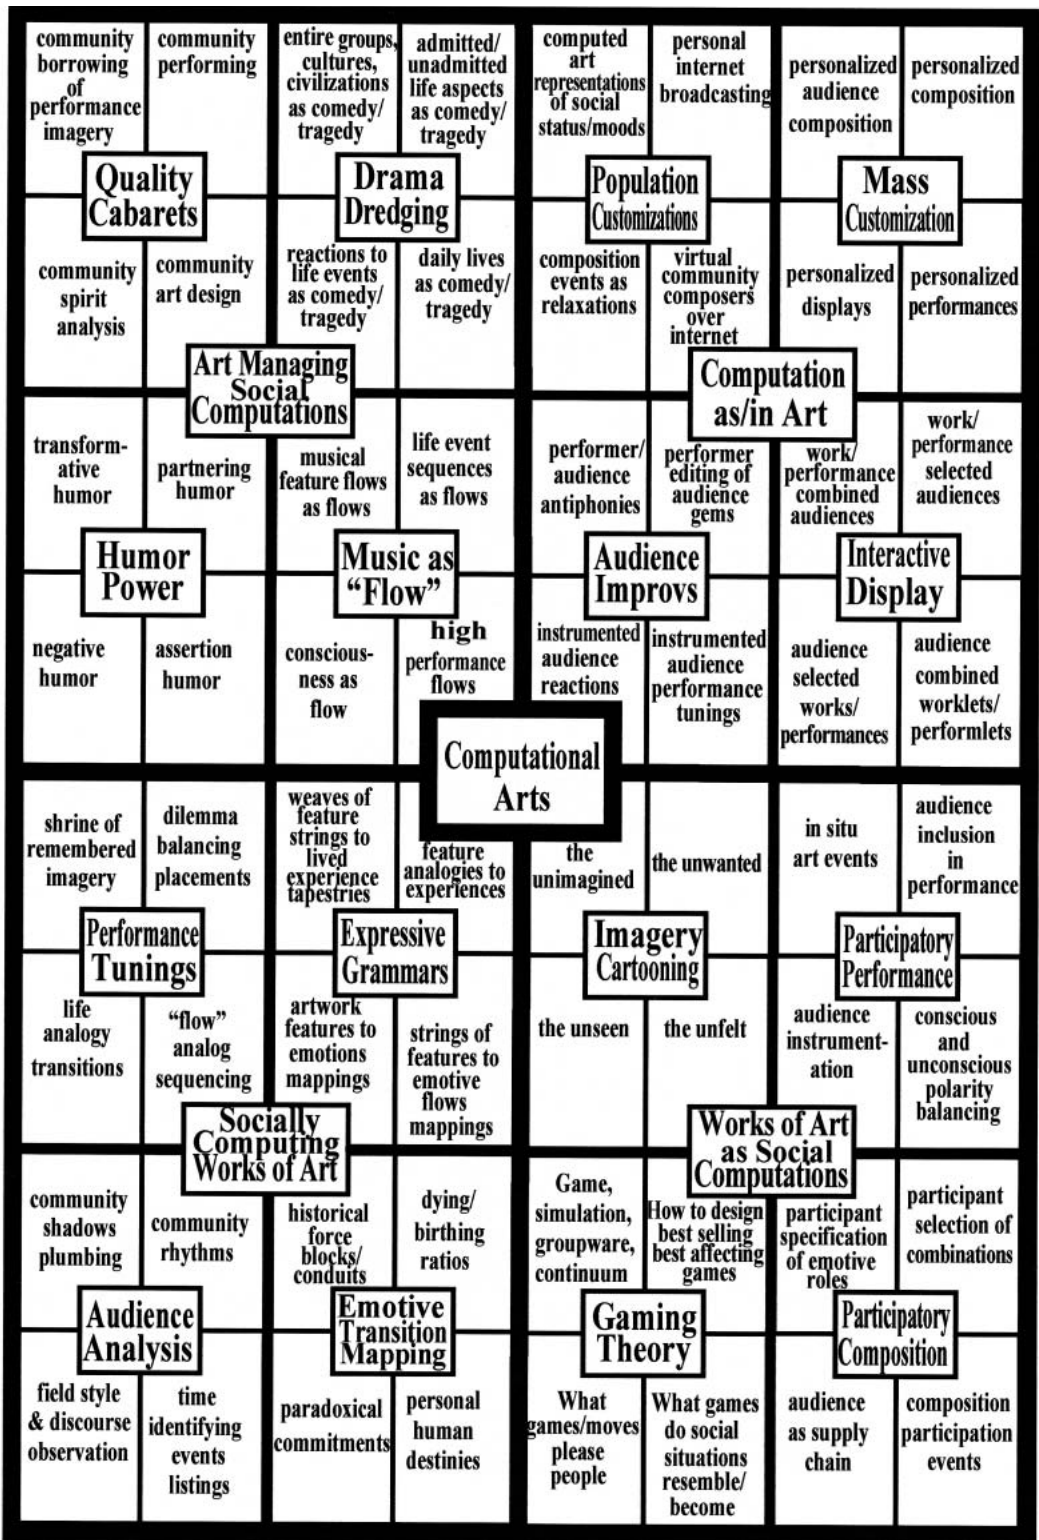 community
borrowing
of
performance
imagery
community
performing
Quality
Cabarets
community
spirit
analysis
community
art design
entire groups,
cultures,
civilizations
as comedy/
tragedy
admitted/
unadmitted
life aspects
as comedy/
tragedy
Drama
Dredging
reactions to
life events
as comedy/
tragedy
daily lives
as comedy/
tragedy
Art Managing
Social
Computations
transform-
ative
humor
partnering
humor
Humor
Power
negative
humor
assertion
humor
musical
feature flows
as flows
life event
sequences
as flows
Music as
“Flow”
conscious-
ness as
flow
high
performance
flows
computed
art
representations
of social
status/moods
personal
internet
broadcasting
Population
Customizations
composition
events as
relaxations
virtual
community
composers
over
internet
personalized
audience
composition
personalized
composition
Mass
Customization
personalized
displays
personalized
performances
Computation
as/in Art
performer/
audience
antiphonies
performer
editing of
audience
gems
Audience
Improvs
instrumented
audience
reactions
instrumented
audience
performance
tunings
work/
performance
combined
audiences
work/
performance
selected
audiences
Interactive
Display
audience
selected
works/
performances
audience
combined
worklets/
performlets
Computational
Arts
shrine of
remembered
imagery
dilemma
balancing
placements
Performance
Tunings
life
analogy
transitions
“flow”
analog
sequencing
weaves of
feature
strings to
lived
experience
tapestries
feature
analogies to
experiences
Expressive
Grammars
artwork
features to
emotions
mappings
strings of
features to
emotive
flows
mappings
Socially
Computing
Works of Art
community
shadows
plumbing
community
rhythms
Audience
Analysis
field style
& discourse
observation
time
identifying
events
listings
historical
force
blocks/
conduits
dying/
birthing
ratios
Emotive
Transition
Mapping
paradoxical
commitments
personal
human
destinies
the
unimagined
the unwanted
Imagery
Cartooning
the unseen
the unfelt
in situ
art events
audience
inclusion
in
performance
Participatory
Performance
audience
instrument-
ation
conscious
and
unconscious
polarity
balancing
Works of Art
as Social
Computations
Game,
simulation,
groupware,
continuum
How to design
best selling
best affecting
games
Gaming
Theory
What
games/moves
please
people
What games
do social
situations
resemble/
become
participant
specification
of emotive
roles
participant
selection of
combinations
Participatory
Composition
audience
as supply
chain
composition
participation
events